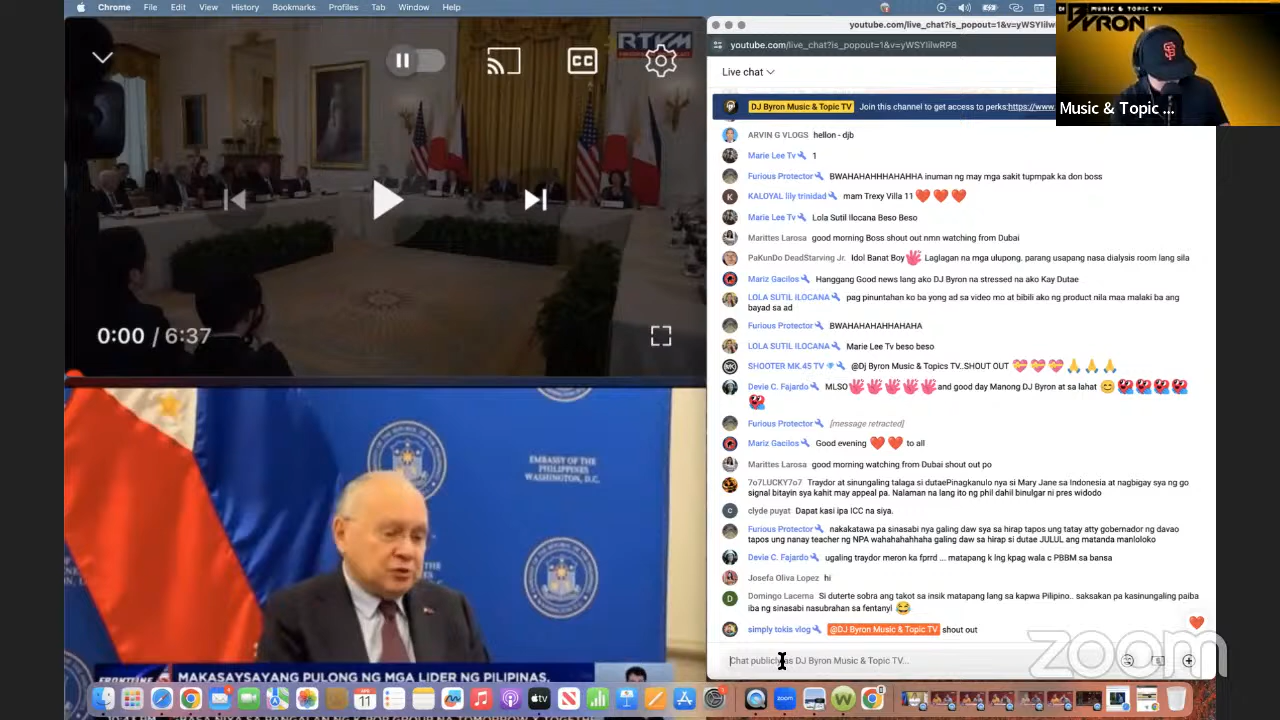 Chrome File Edit View History Bookmarks Profiles Tab Window Help
youtube.com/live_chat?is_popout=1&v=yWSYlilwRP8
Live chat
DJ Byron Music & Topic TV Join this channel to get access to perks:https://www.
ARVIN G VLOGS hellon - djb
Marie Lee Tv 1
Furious Protector BWAHAHAHHHAHAHHA inuman ng may mga sakit tupmpak ka don boss
KALOYAL lily trinidad mam Trexy Villa 11❤️❤️❤️
Marie Lee Tv Lola Sutil Ilocana Beso Beso
Marittes Larosa good morning Boss shout out nmn watching from Dubai
PaKunDo DeadStarving Jr. Idol Banat Boy Laglagan na mga ulupong. parang usapang nasa dialysis room lang sila
Mariz Gacilos Hanggang Good news lang ako DJ Byron na stressed na ako Kay Dutae
LOLA SUTIL ILOCANA pag pinuntahan ko ba yong ad sa video mo at bibili ako ng product nila maa malaki ba ang
bayad sa ad
Furious Protector BWAHAHAHAHHAHAHA
LOLA SUTIL ILOCANA Marie Lee Tv beso beso
SHOOTER MK.45 TV @Dj Byron Music & Topics TV..SHOUT OUT 💝💝💝🙏🙏🙏
Devie C. Fajardo MLSO and good day Manong DJ Byron at sa lahat 😊
Furious Protector [message retracted]
Mariz Gacilos Good evening ❤️❤️ to all
Marittes Larosa good morning watching from Dubai shout out po
7o7LUCKY7o7 Traydor at sinungaling talaga si dutaePinagkanulo nya si Mary Jane sa Indonesia at nagbigay sya ng go
signal bitayin sya kahit may appeal pa. Nalaman na lang ito ng phil dahil binulgar ni pres widodo
clyde puyat Dapat kasi ipa ICC na siya.
Furious Protector nakakatawa pa sinasabi nya galing daw sya sa hirap tapos ung tatay atty gobernador ng davao
tapos ung nanay teacher ng NPA wahahahhahha galing daw sa hirap si dutae JULUL ang matanda manloloko
Devie C. Fajardo ugaling traydor meron ka fprrd ... matapang k lng kpag wala c PBBM sa bansa
Josefa Oliva Lopez hi
Domingo Lacerna Si duterte sobra ang takot sa insik matapang lang sa kapwa Pilipino.. saksakan pa kasinungaling paiba
iba ng sinasabi nasubrahan sa fentanyl 😂
simply tokis vlog @DJ Byron Music & Topic TV shout out
Chat publicly as DJ Byron Music & Topic TV...
MUSIC & TOPIC TV
BYRON
Music & Topic ...
RTVM
CC
0:00 / 6:37
EMBASSY OF THE
PHILIPPINES
WASHINGTON, D.C.
MAKASAYSAYANG PULONG NG MGA LIDER NG PILIPINAS,
APR
11
zoom
zoom